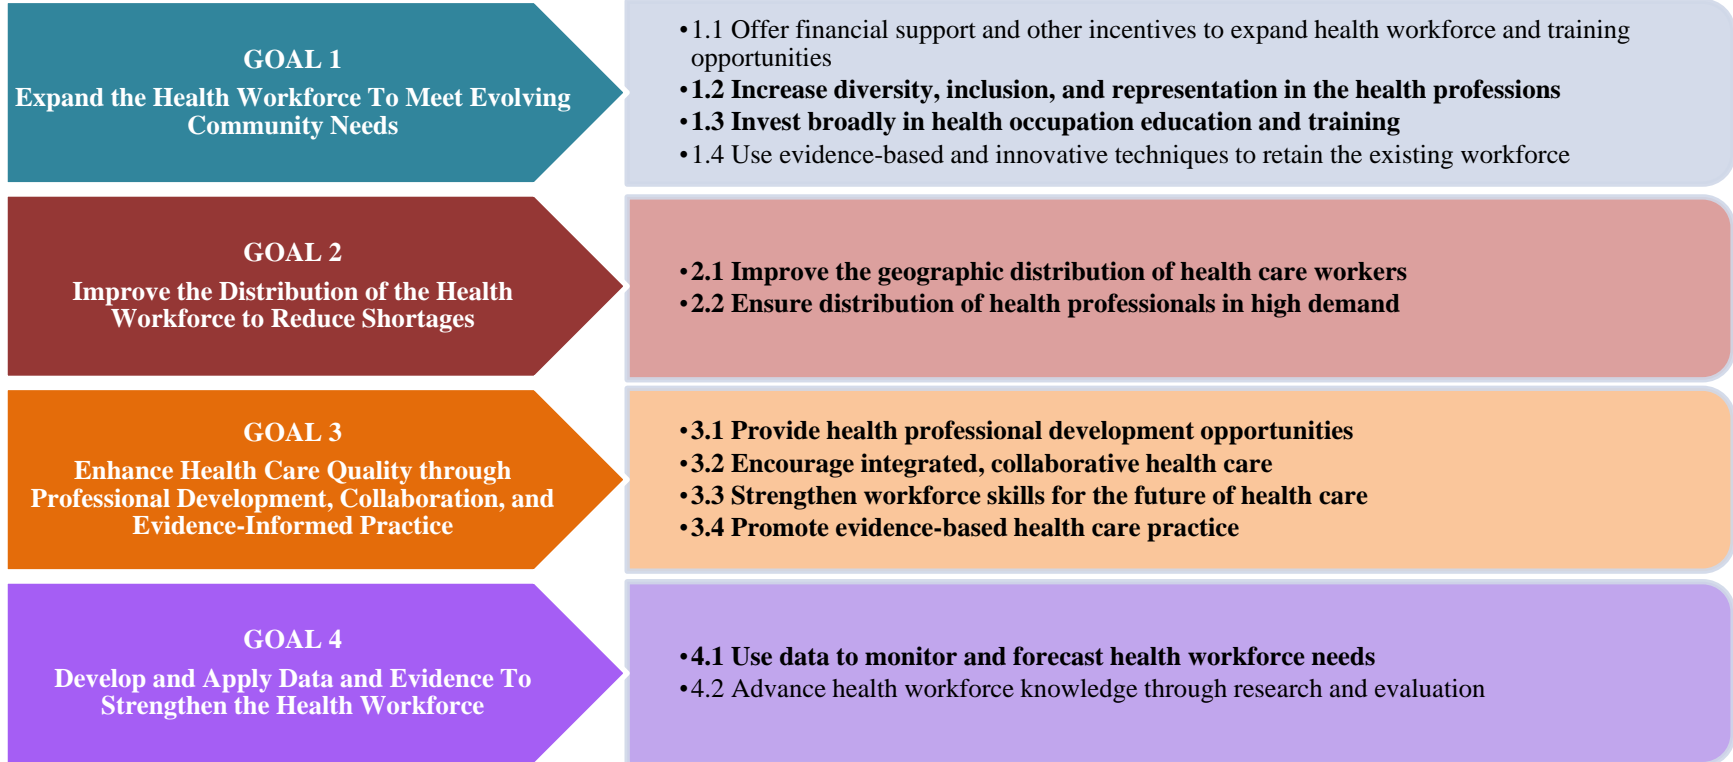 GOAL 1
Expand the Health Workforce To Meet Evolving
Community Needs
•1.1 Offer financial support and other incentives to expand health workforce and training
opportunities
•1.2 Increase diversity, inclusion, and representation in the health professions
•1.3 Invest broadly in health occupation education and training
•1.4 Use evidence-based and innovative techniques to retain the existing workforce
GOAL 2
Improve the Distribution of the Health
Workforce to Reduce Shortages
•2.1 Improve the geographic distribution of health care workers
•2.2 Ensure distribution of health professionals in high demand
GOAL 3
Enhance Health Care Quality through
Professional Development, Collaboration, and
Evidence-Informed Practice
•3.1 Provide health professional development opportunities
•3.2 Encourage integrated, collaborative health care
•3.3 Strengthen workforce skills for the future of health care
•3.4 Promote evidence-based health care practice
GOAL 4
Develop and Apply Data and Evidence To
Strengthen the Health Workforce
•4.1 Use data to monitor and forecast health workforce needs
•4.2 Advance health workforce knowledge through research and evaluation